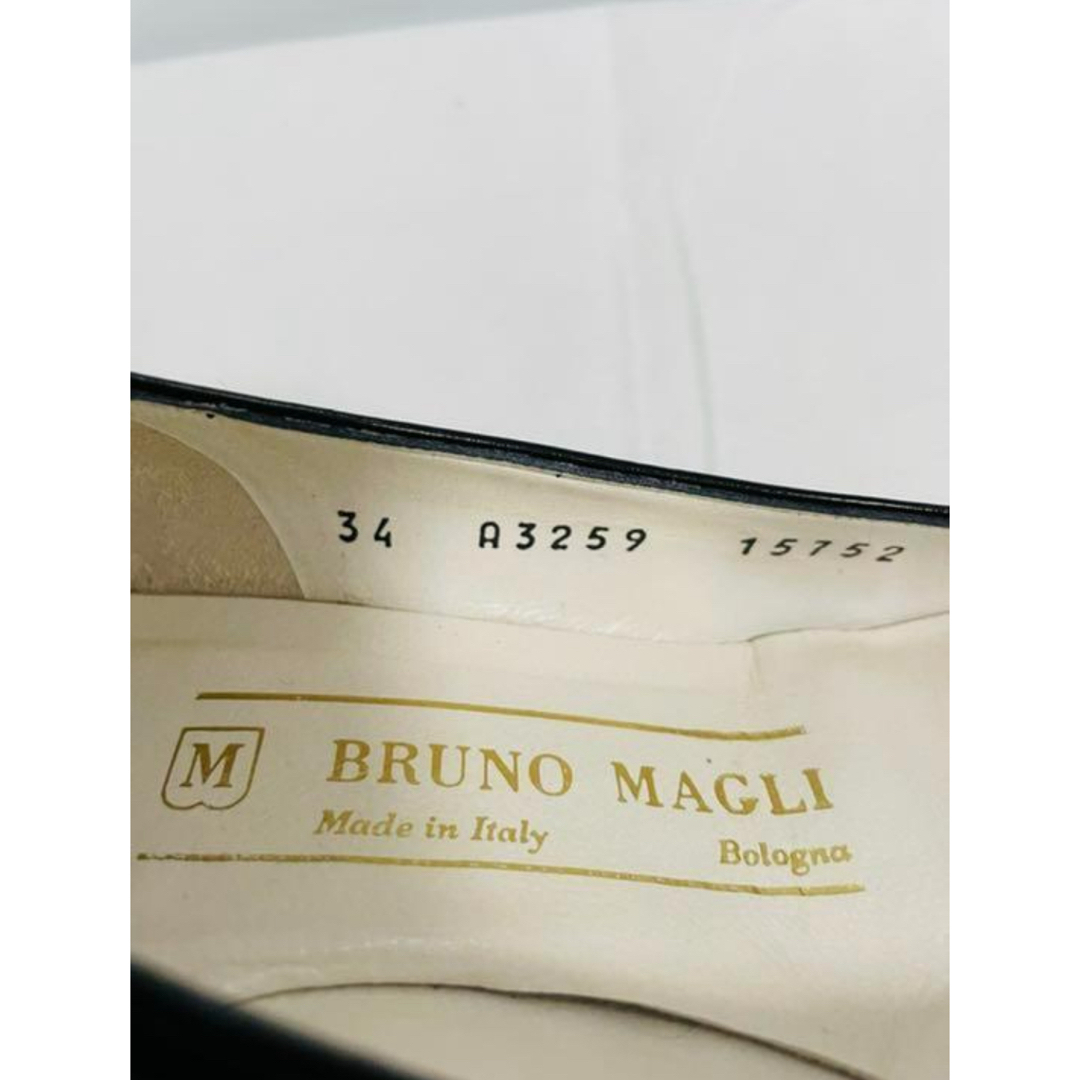 34 A3259 15752
M BRUNO MAGLI
Made in Italy Bologna